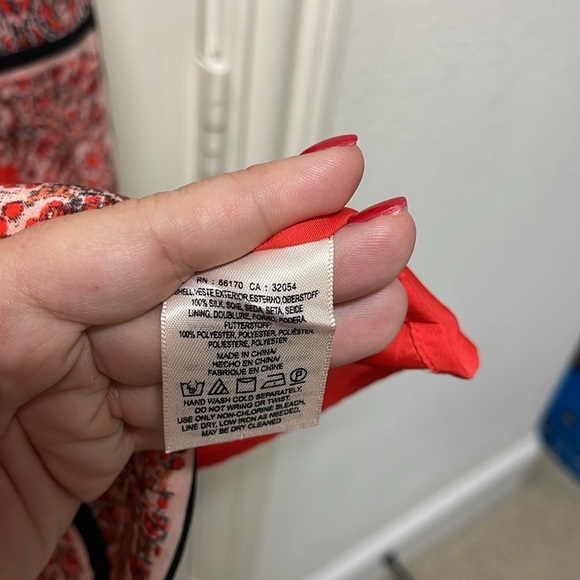 RN : 56170 CA : 32054
SHELL,VESTE,EXTERIOR,ESTERNO,OBERSTOFF:
100% SILK, SOIE, SEDA, SETA, SEIDE
LINING, DOUBLURE, FORRO, FODERA,
FUTTERSTOFF:
100% POLYESTER, POLYESTER, POLIÉSTER,
POLIESTERE, POLYESTER
MADE IN CHINA/
HECHO EN CHINA/
FABRIQUE EN CHINE
HAND WASH COLD SEPARATELY.
DO NOT WRING OR TWIST.
USE ONLY NON-CHLORINE BLEACH.
LINE DRY, LOW IRON AS NEEDED.
MAY BE DRY CLEANED